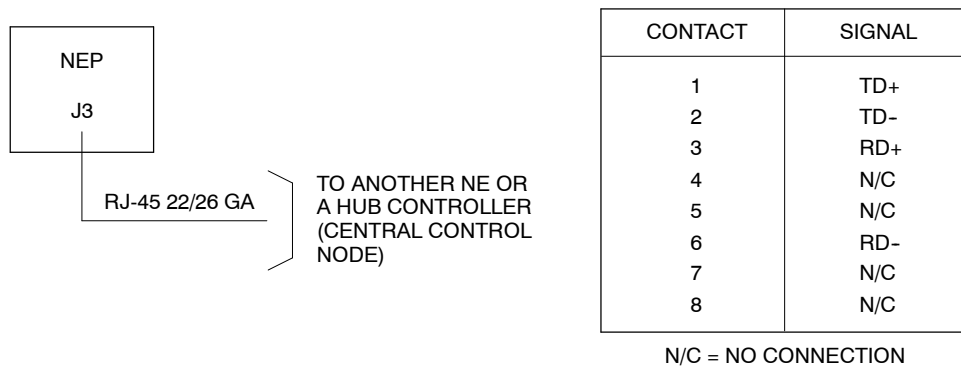 NEP
J3
RJ-45 22/26 GA
TO ANOTHER NE OR
A HUB CONTROLLER
(CENTRAL CONTROL
NODE)
CONTACT SIGNAL
1 TD+
2 TD-
3 RD+
4 N/C
5 N/C
6 RD-
7 N/C
8 N/C
N/C = NO CONNECTION